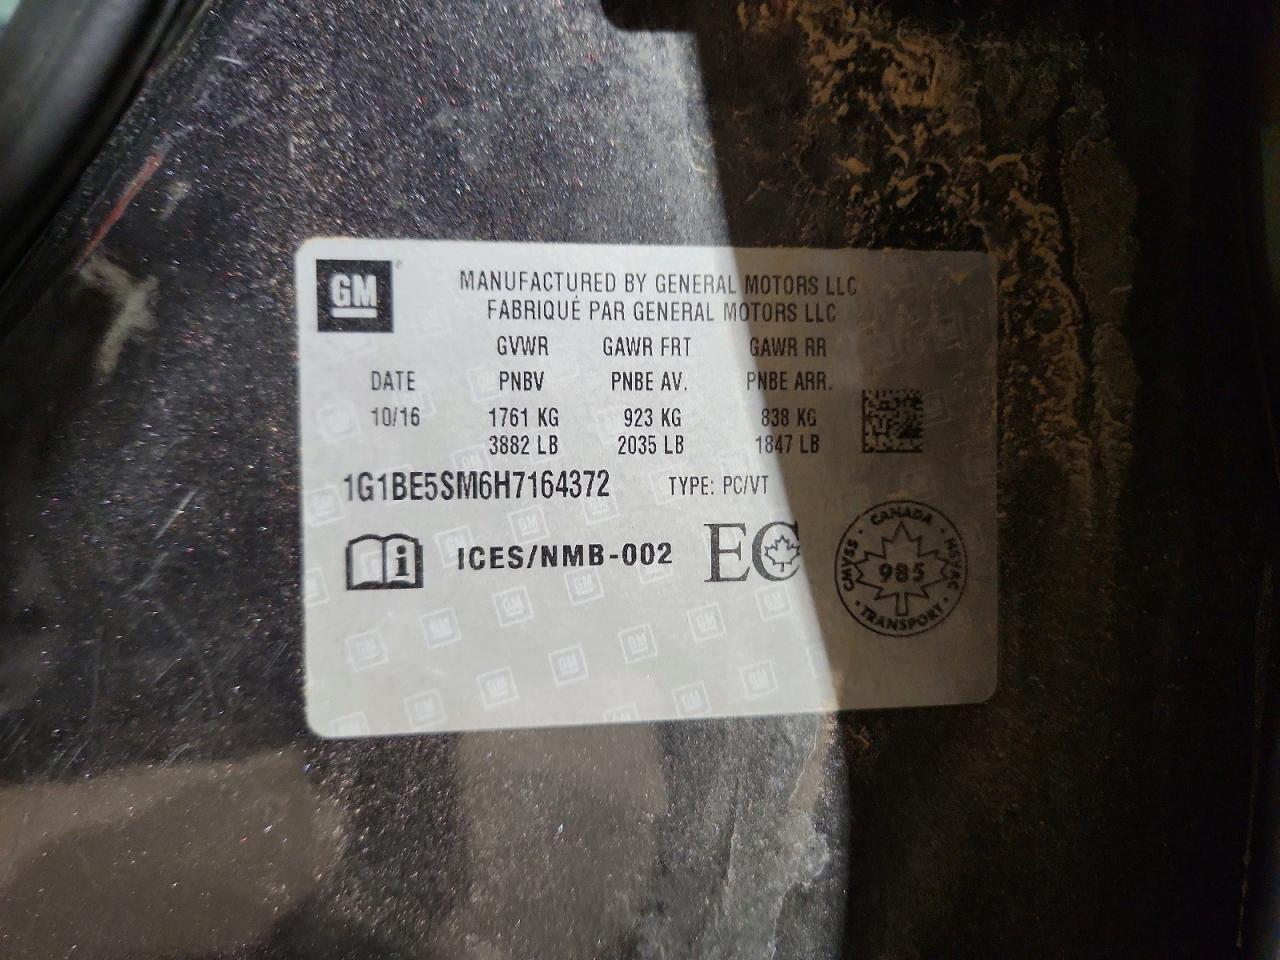 GM
MANUFACTURED BY GENERAL MOTORS LLC
FABRIQUÉ PAR GENERAL MOTORS LLC
GVWR GAWR FRT GAWR RR
DATE PNBV PNBE AV. PNBE ARR.
10/16 1761 KG 923 KG 838 KG
3882 LB 2035 LB 1847 LB
1G1BE5SM6H7164372 TYPE: PC/VT
i ICES/NMB-002 EC
CANADA
CMVSS 985 NSVAC
TRANSPORT